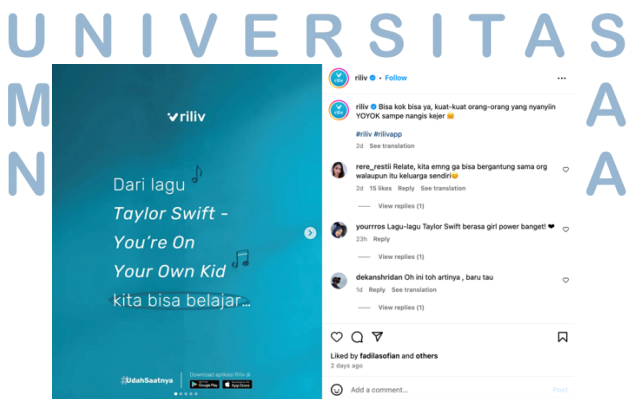 UNIVERSITAS
M A
N A
riliv
Dari lagu
Taylor Swift -
You're On
Your Own Kid
kita bisa belajar...
#UdahSaatnya
Download aplikasi Riliv di
Google Play
App Store
riliv • Follow
riliv Bisa kok bisa ya, kuat-kuat orang-orang yang nyanyiin
YOYOK sampe nangis kejer
#riliv #rilivapp
2d See translation
rere_restii Relate, kita emng ga bisa bergantung sama org
walaupun itu keluarga sendiri
2d 15 likes Reply See translation
View replies (1)
yourrros Lagu-lagu Taylor Swift berasa girl power banget! ❤
23h Reply
View replies (1)
dekanshridan Oh ini toh artinya , baru tau
1d Reply See translation
View replies (1)
Liked by fadilasofian and others
2 days ago
Add a comment...
Post